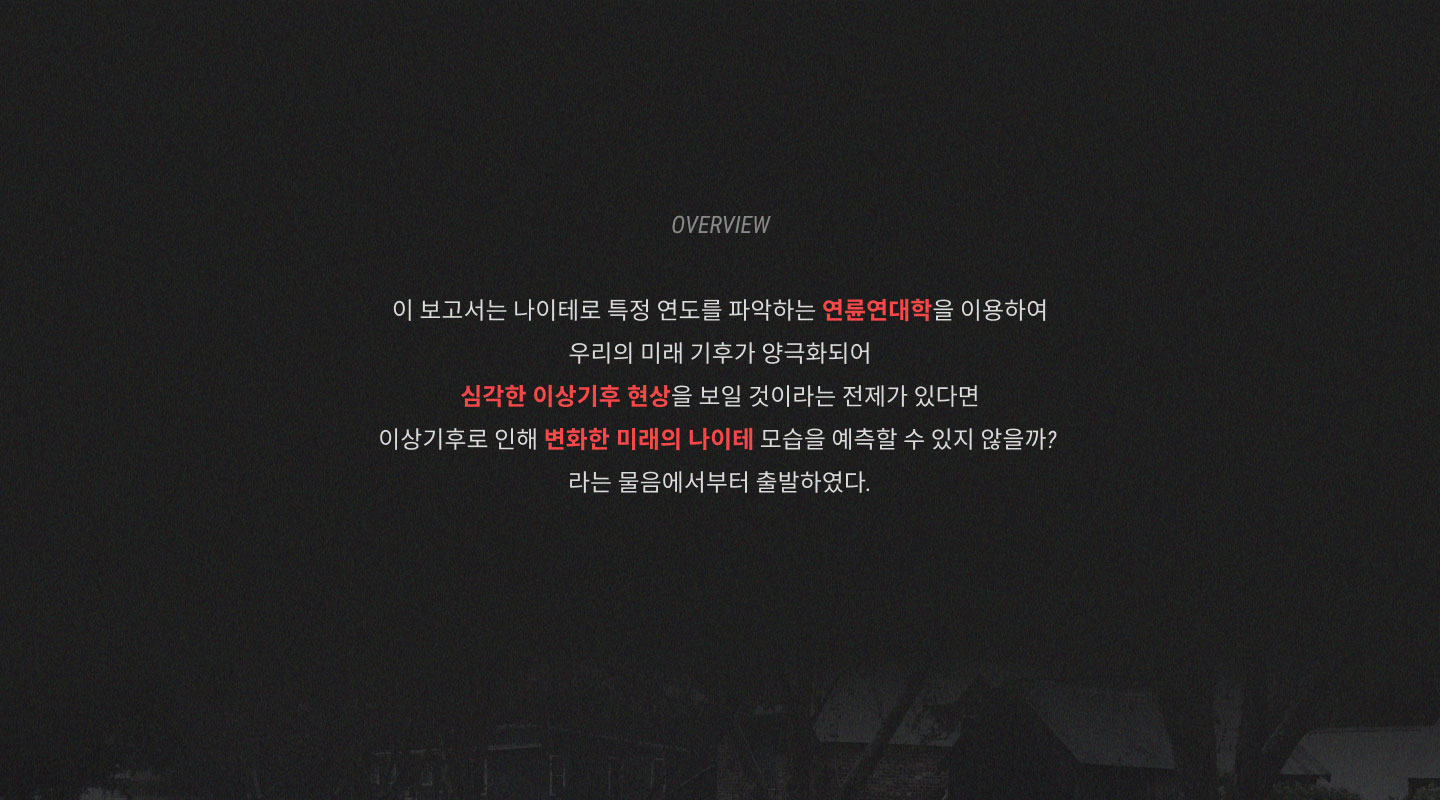 OVERVIEW
이 보고서는 나이테로 특정 연도를 파악하는 연륜연대학을 이용하여
우리의 미래 기후가 양극화되어
심각한 이상기후 현상을 보일 것이라는 전제가 있다면
이상기후로 인해 변화한 미래의 나이테 모습을 예측할 수 있지 않을까?
라는 물음에서부터 출발하였다.